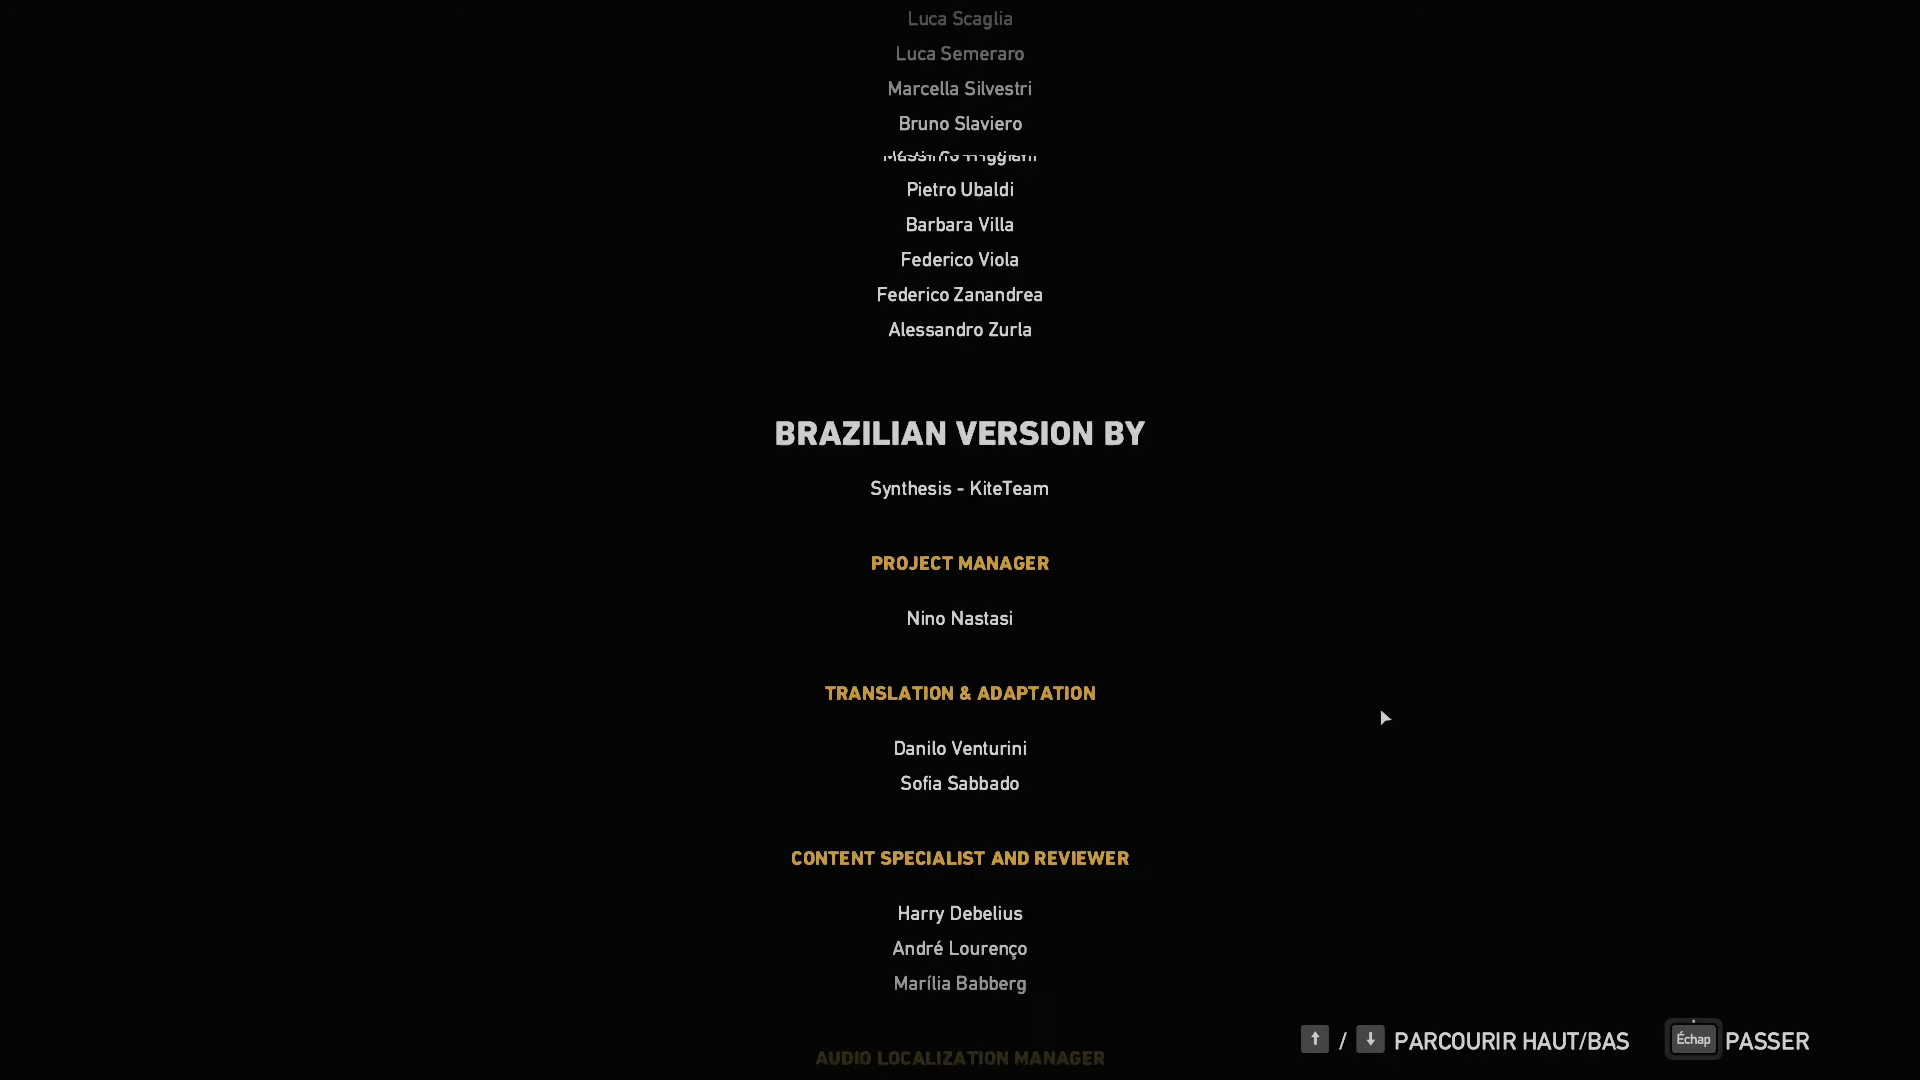 Luca Scaglia
Luca Semeraro
Marcella Silvestri
Bruno Slaviero
Pietro Ubaldi
Barbara Villa
Federico Viola
Federico Zanandrea
Alessandro Zurla
BRAZILIAN VERSION BY
Synthesis - KiteTeam
PROJECT MANAGER
Nino Nastasi
TRANSLATION & ADAPTATION
Danilo Venturini
Sofia Sabbado
CONTENT SPECIALIST AND REVIEWER
Harry Debelius
André Lourenço
Marília Babberg
AUDIO LOCALIZATION MANAGER
↑ / ↓ PARCOURIR HAUT/BAS Échap PASSER